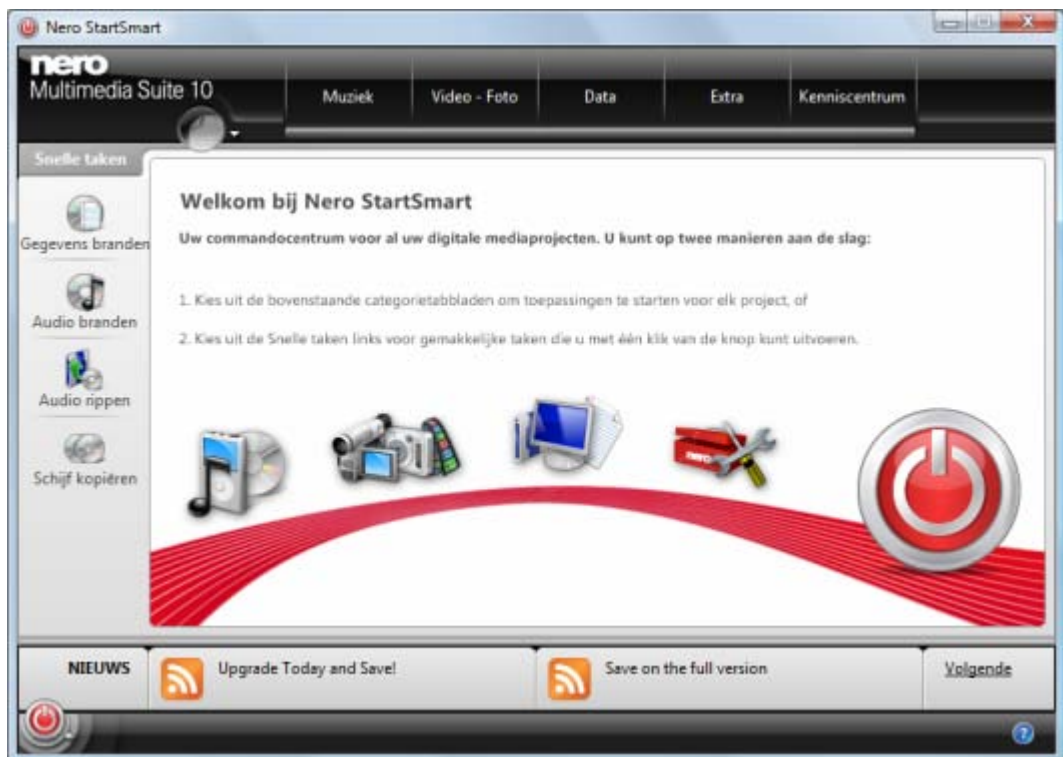 Nero StartSmart
nero
Multimedia Suite 10
Muziek
Video - Foto
Data
Extra
Kenniscentrum
Snelle taken
Gegevens branden
Audio branden
Audio rippen
Schijf kopiëren
Welkom bij Nero StartSmart
Uw commandocentrum voor al uw digitale mediaprojecten. U kunt op twee manieren aan de slag:
1. Kies uit de bovenstaande categorietabbladen om toepassingen te starten voor elk project, of
2. Kies uit de Snelle taken links voor gemakkelijke taken die u met één klik van de knop kunt uitvoeren.
nero
NIEUWS
Upgrade Today and Save!
Save on the full version
Volgende
?